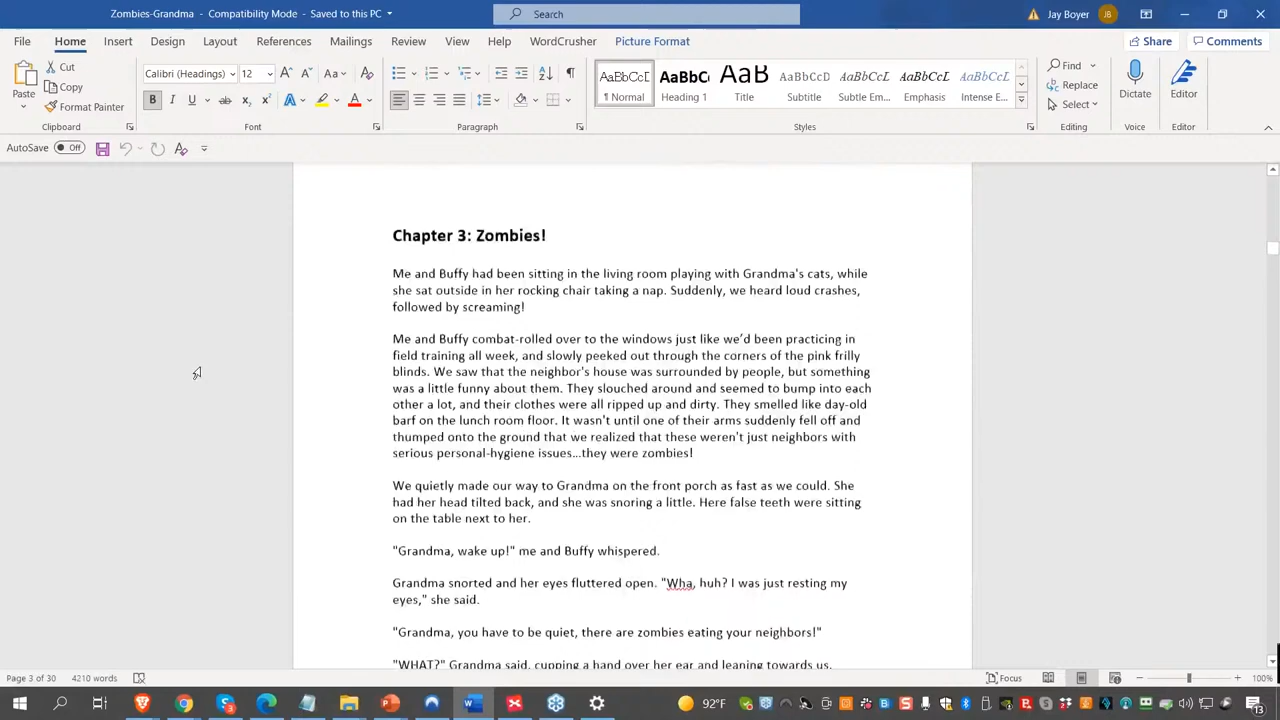 Zombies-Grandma - Compatibility Mode - Saved to this PC
Search
Jay Boyer
JB
File Home Insert Design Layout References Mailings Review View Help WordCrusher Picture Format
Share
Comments
Paste
Cut
Copy
Format Painter
Calibri (Headings)
12
AaBbCcD
¶ Normal
AaBbC
Heading 1
AaB
Title
AaBbCcD
Subtitle
AaBbCcDd
Subtle Em...
AaBbCcDd
Emphasis
AaBbCcDd
Intense E...
Find
Replace
Select
Dictate
Editor
Clipboard
Font
Paragraph
Styles
Editing
Voice
Editor
AutoSave Off
Chapter 3: Zombies!
Me and Buffy had been sitting in the living room playing with Grandma's cats, while
she sat outside in her rocking chair taking a nap. Suddenly, we heard loud crashes,
followed by screaming!
Me and Buffy combat-rolled over to the windows just like we'd been practicing in
field training all week, and slowly peeked out through the corners of the pink frilly
blinds. We saw that the neighbor's house was surrounded by people, but something
was a little funny about them. They slouched around and seemed to bump into each
other a lot, and their clothes were all ripped up and dirty. They smelled like day-old
barf on the lunch room floor. It wasn't until one of their arms suddenly fell off and
thumped onto the ground that we realized that these weren't just neighbors with
serious personal-hygiene issues...they were zombies!
We quietly made our way to Grandma on the front porch as fast as we could. She
had her head tilted back, and she was snoring a little. Here false teeth were sitting
on the table next to her.
"Grandma, wake up!" me and Buffy whispered.
Grandma snorted and her eyes fluttered open. "Wha, huh? I was just resting my
eyes," she said.
"Grandma, you have to be quiet, there are zombies eating your neighbors!"
"WHAT?" Grandma said, cupping a hand over her ear and leaning towards us.
Page 3 of 30
4210 words
Focus
100%
92°F